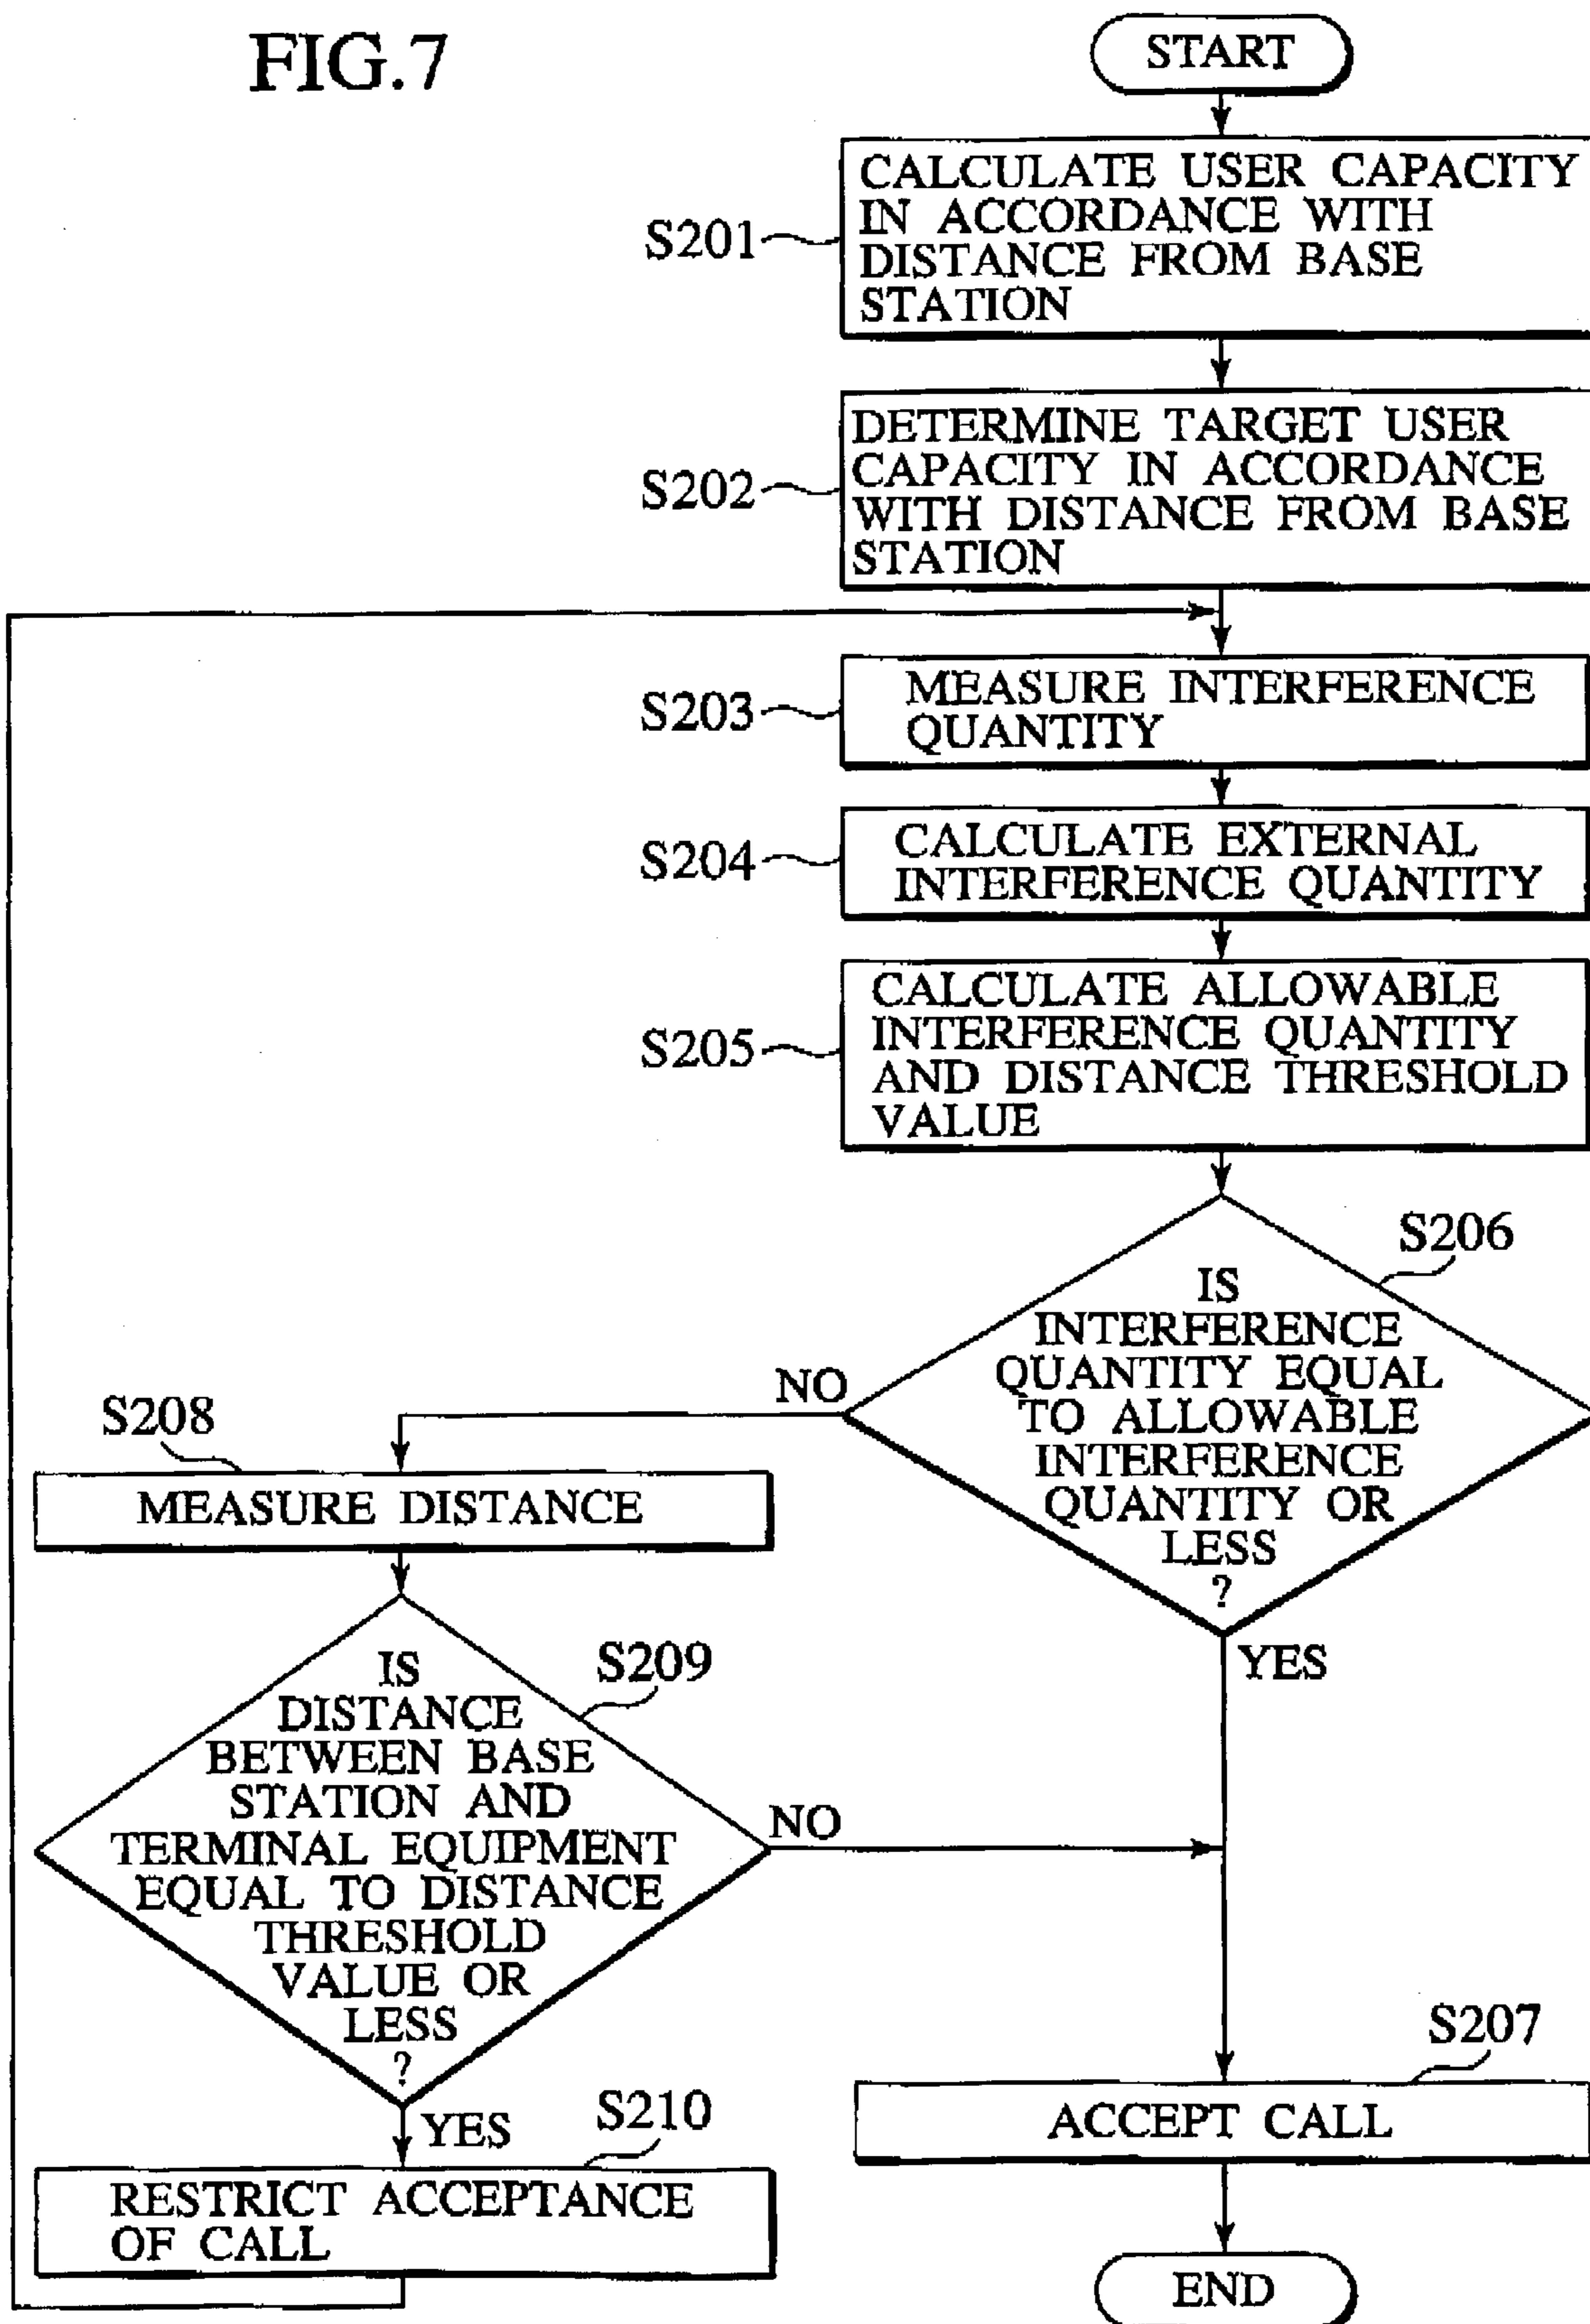 FIG.7
START
S201
CALCULATE USER CAPACITY
IN ACCORDANCE WITH
DISTANCE FROM BASE
STATION
S202
DETERMINE TARGET USER
CAPACITY IN ACCORDANCE
WITH DISTANCE FROM BASE
STATION
S203
MEASURE INTERFERENCE
QUANTITY
S204
CALCULATE EXTERNAL
INTERFERENCE QUANTITY
S205
CALCULATE ALLOWABLE
INTERFERENCE QUANTITY
AND DISTANCE THRESHOLD
VALUE
S206
IS
INTERFERENCE
QUANTITY EQUAL
TO ALLOWABLE
INTERFERENCE
QUANTITY OR
LESS
?
NO
YES
S208
MEASURE DISTANCE
S209
IS
DISTANCE
BETWEEN BASE
STATION AND
TERMINAL EQUIPMENT
EQUAL TO DISTANCE
THRESHOLD
VALUE OR
LESS
?
NO
YES
S210
RESTRICT ACCEPTANCE
OF CALL
S207
ACCEPT CALL
END